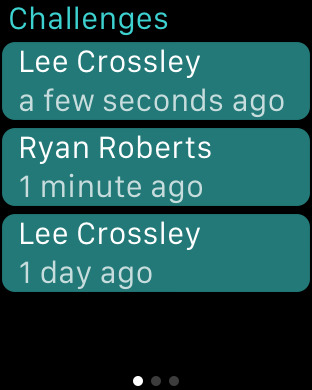 Challenges
Lee Crossley
a few seconds ago
Ryan Roberts
1 minute ago
Lee Crossley
1 day ago